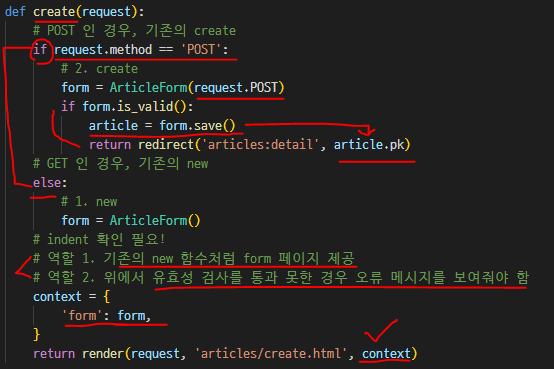 def create(request):
    # POST 인 경우, 기존의 create
    if request.method == 'POST':
        # 2. create
        form = ArticleForm(request.POST)
        if form.is_valid():
            article = form.save()
            return redirect('articles:detail', article.pk)
    # GET 인 경우, 기존의 new
    else:
        # 1. new
        form = ArticleForm()
    # indent 확인 필요!
    # 역할 1. 기존의 new 함수처럼 form 페이지 제공
    # 역할 2. 위에서 유효성 검사를 통과 못한 경우 오류 메시지를 보여줘야 함
    context = {
        'form': form,
    }
    return render(request, 'articles/create.html', context)